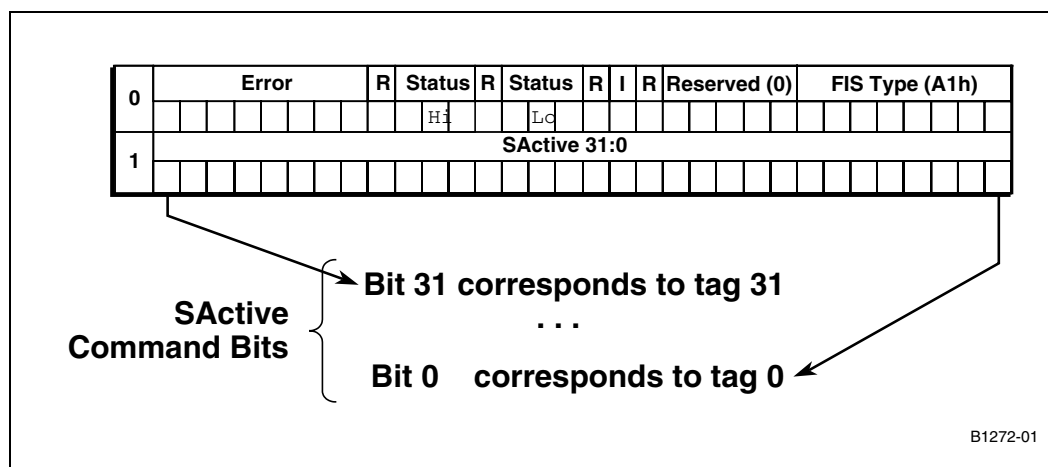 0 Error R Status R Status R I R Reserved (0) FIS Type (A1h)
Hi Lo
1 SActive 31:0
Bit 31 corresponds to tag 31
SActive
Command Bits
. . .
Bit 0 corresponds to tag 0
B1272-01